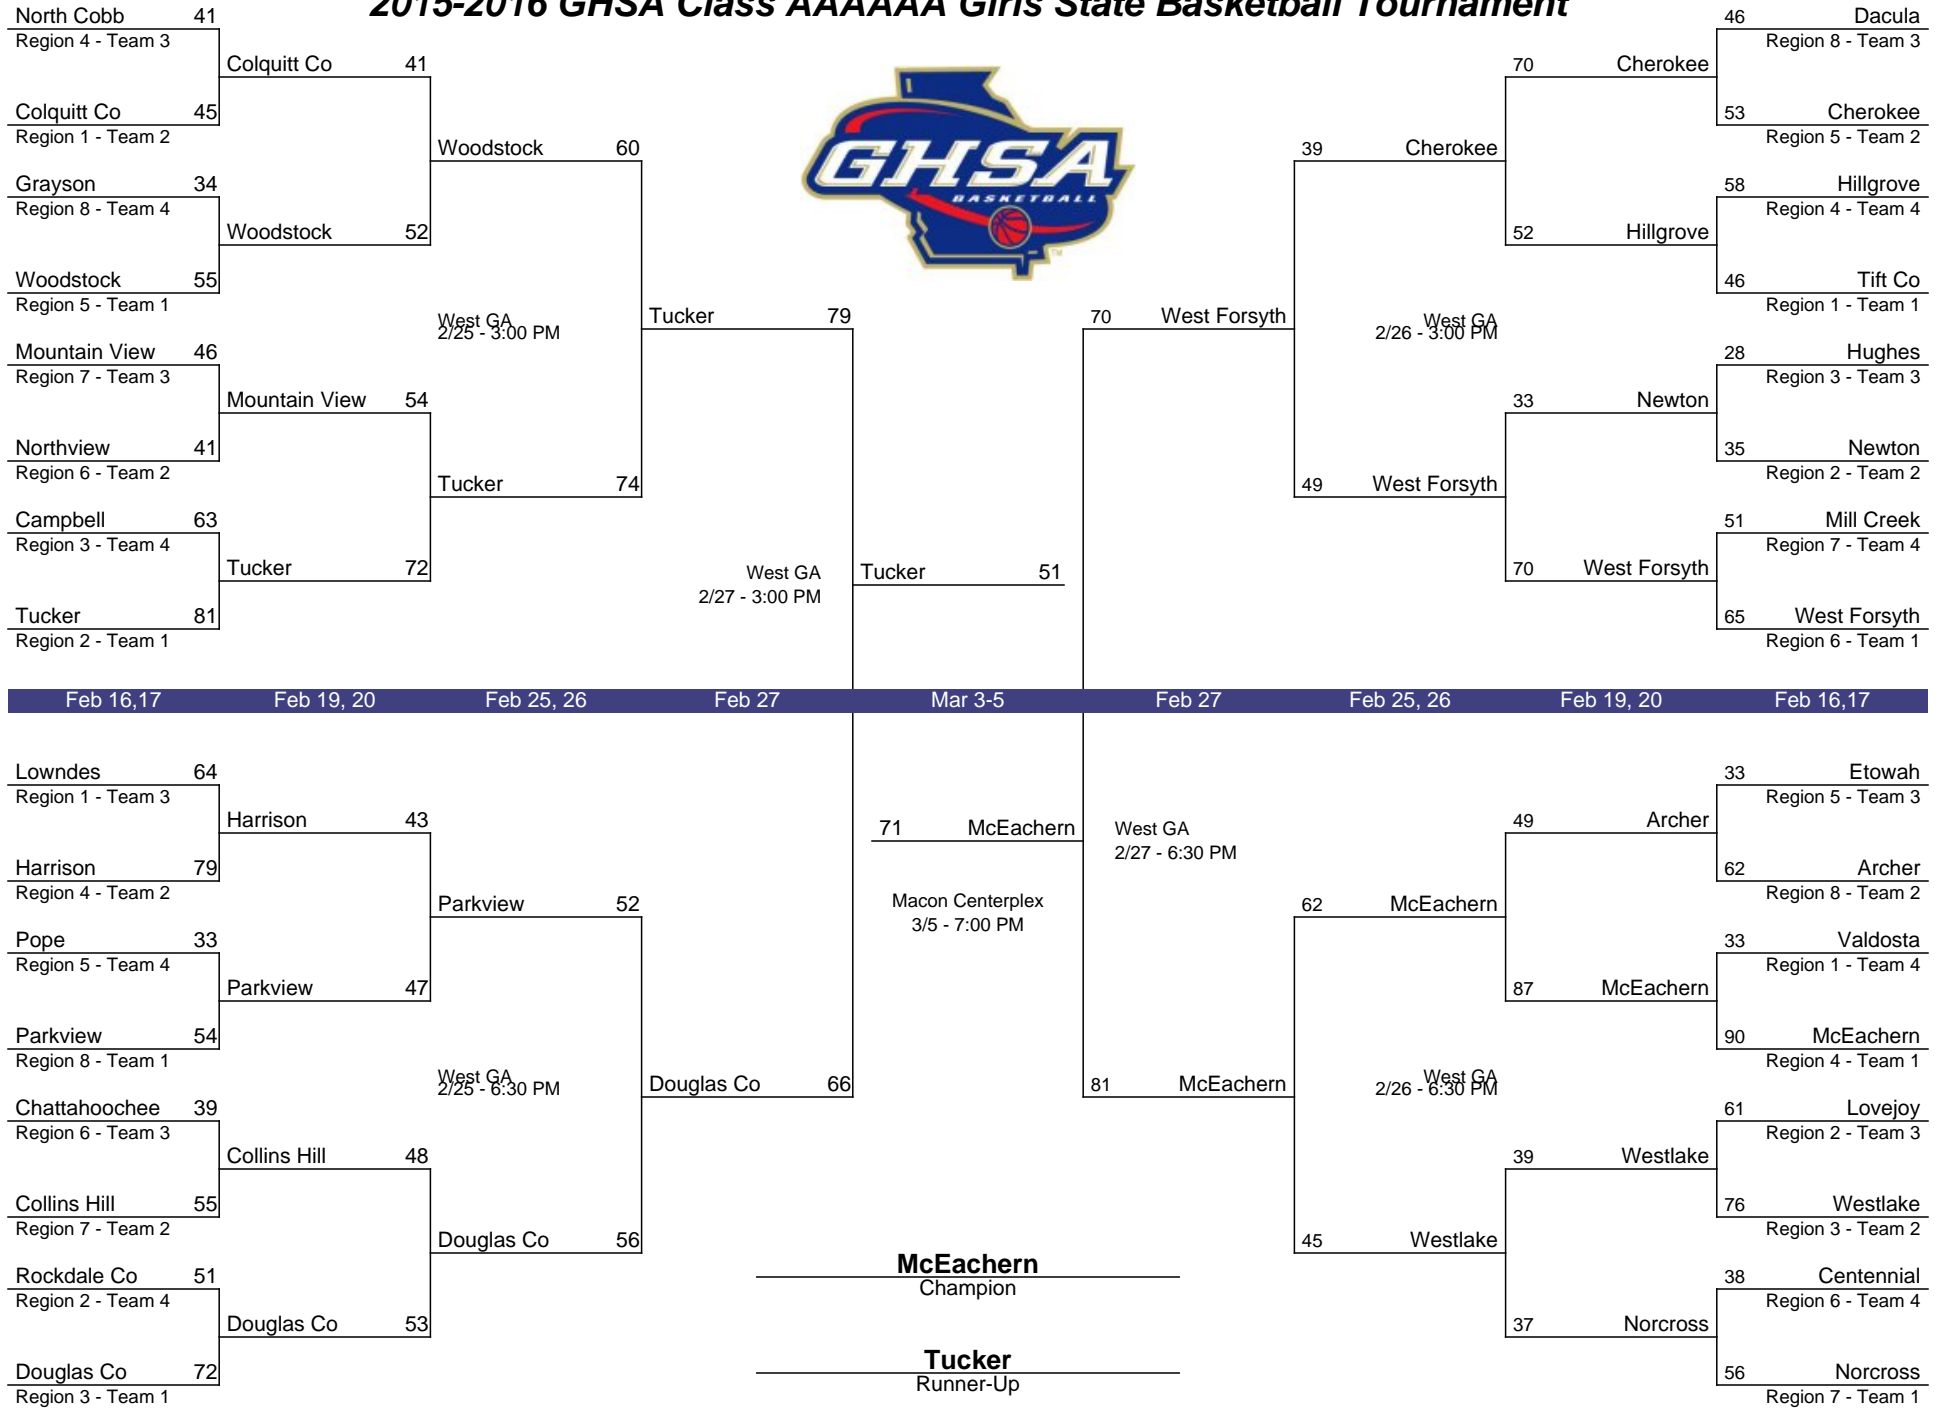 2015-2016 GHSA Class AAAAAA Girls State Basketball Tournament
North Cobb 41
Region 4 - Team 3
Colquitt Co 45
Region 1 - Team 2
Grayson 34
Region 8 - Team 4
Woodstock 55
Region 5 - Team 1
Mountain View 46
Region 7 - Team 3
Northview 41
Region 6 - Team 2
Campbell 63
Region 3 - Team 4
Tucker 81
Region 2 - Team 1
Colquitt Co 41
Woodstock 52
Mountain View 54
Tucker 72
Woodstock 60
West GA
2/25 - 3:00 PM
Tucker 74
Tucker 79
West GA
2/27 - 3:00 PM
Tucker 51
GHSA
BASKETBALL
TM
70 West Forsyth
39 Cherokee
West GA
2/26 - 3:00 PM
49 West Forsyth
70 Cherokee
52 Hillgrove
33 Newton
70 West Forsyth
46 Dacula
Region 8 - Team 3
53 Cherokee
Region 5 - Team 2
58 Hillgrove
Region 4 - Team 4
46 Tift Co
Region 1 - Team 1
28 Hughes
Region 3 - Team 3
35 Newton
Region 2 - Team 2
51 Mill Creek
Region 7 - Team 4
65 West Forsyth
Region 6 - Team 1
Feb 16,17 Feb 19, 20 Feb 25, 26 Feb 27 Mar 3-5 Feb 27 Feb 25, 26 Feb 19, 20 Feb 16,17
Lowndes 64
Region 1 - Team 3
Harrison 79
Region 4 - Team 2
Pope 33
Region 5 - Team 4
Parkview 54
Region 8 - Team 1
Chattahoochee 39
Region 6 - Team 3
Collins Hill 55
Region 7 - Team 2
Rockdale Co 51
Region 2 - Team 4
Douglas Co 72
Region 3 - Team 1
Harrison 43
Parkview 47
Collins Hill 48
Douglas Co 53
Parkview 52
West GA
2/25 - 6:30 PM
Douglas Co 56
Douglas Co 66
71 McEachern
Macon Centerplex
3/5 - 7:00 PM
West GA
2/27 - 6:30 PM
81 McEachern
McEachern
Champion
Tucker
Runner-Up
62 McEachern
West GA
2/26 - 6:30 PM
45 Westlake
49 Archer
87 McEachern
39 Westlake
37 Norcross
33 Etowah
Region 5 - Team 3
62 Archer
Region 8 - Team 2
33 Valdosta
Region 1 - Team 4
90 McEachern
Region 4 - Team 1
61 Lovejoy
Region 2 - Team 3
76 Westlake
Region 3 - Team 2
38 Centennial
Region 6 - Team 4
56 Norcross
Region 7 - Team 1